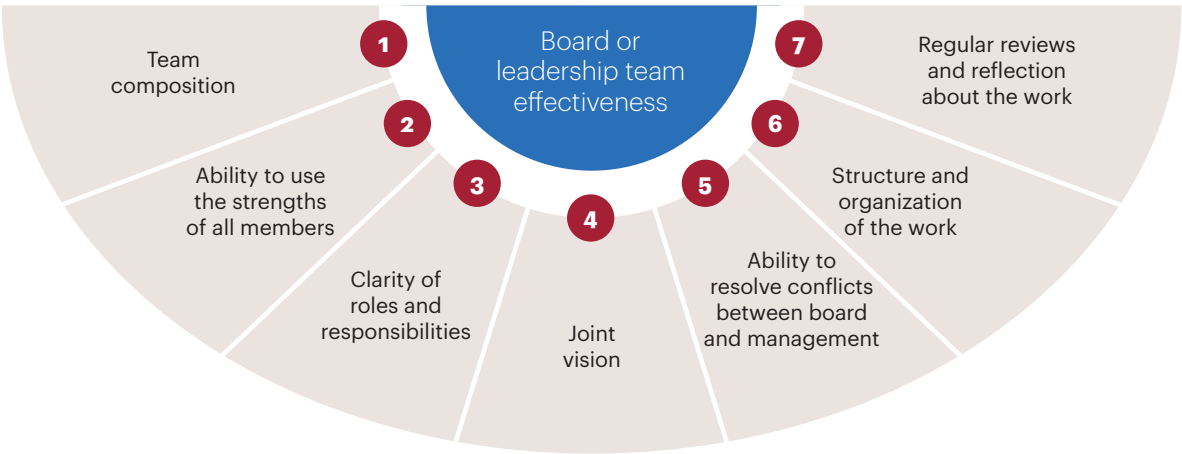 Board or
leadership team
effectiveness
1
Team
composition
2
Ability to use
the strengths
of all members
3
Clarity of
roles and
responsibilities
4
Joint
vision
5
Ability to
resolve conflicts
between board
and management
6
Structure and
organization
of the work
7
Regular reviews
and reflection
about the work